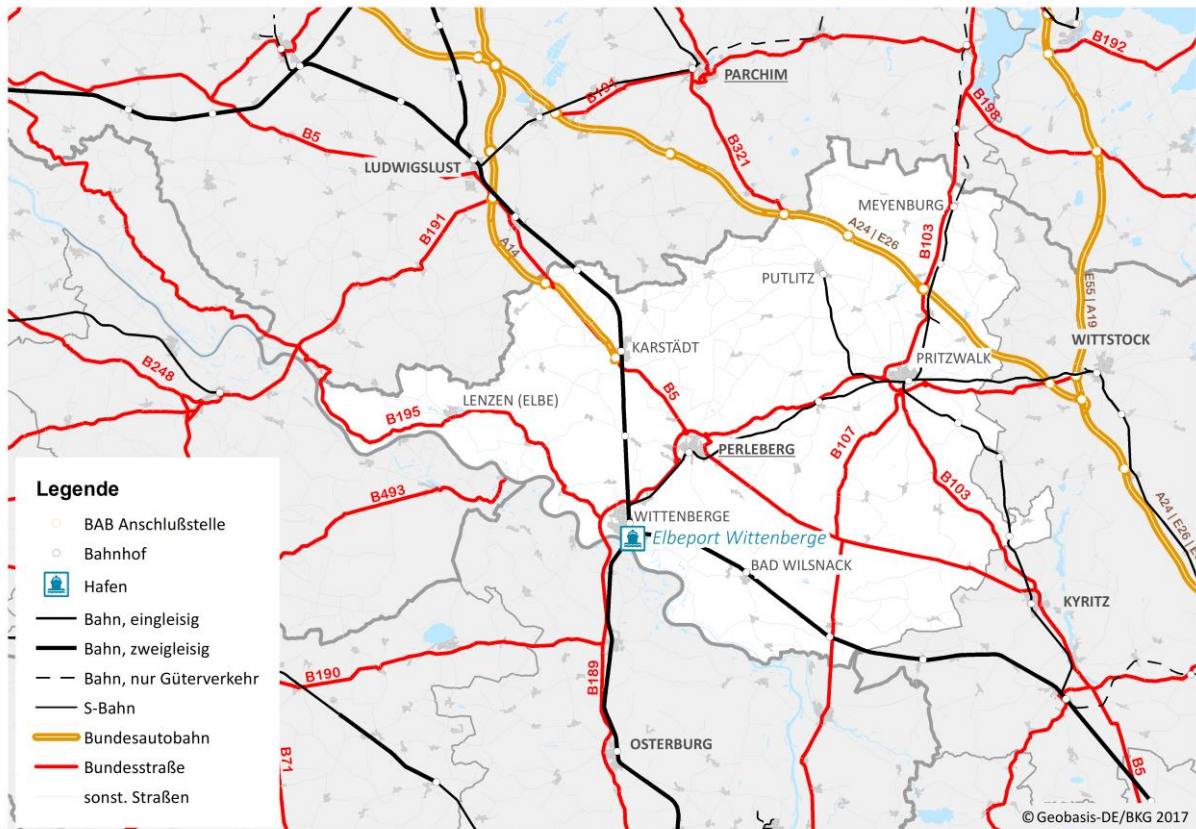 B192
B191
PARCHIM
B198
B5
B321
LUDWIGSLUST
MEYENBURG
B191
A24 | E26
B103
A14
PUTLITZ
E55 | A19
KARSTÄDT
WITTSTOCK
PRITZWALK
B248
LENZEN (ELBE)
B5
B195
B107
PERLEBERG
B103
B493
A24 | E26 | E
WITTENBERGE
Elbeport Wittenberge
BAD WILSNACK
KYRITZ
B190
B189
OSTERBURG
B71
B5
Legende
BAB Anschlußstelle
Bahnhof
Hafen
Bahn, eingleisig
Bahn, zweigleisig
Bahn, nur Güterverkehr
S-Bahn
Bundesautobahn
Bundesstraße
sonst. Straßen
© Geobasis-DE/BKG 2017